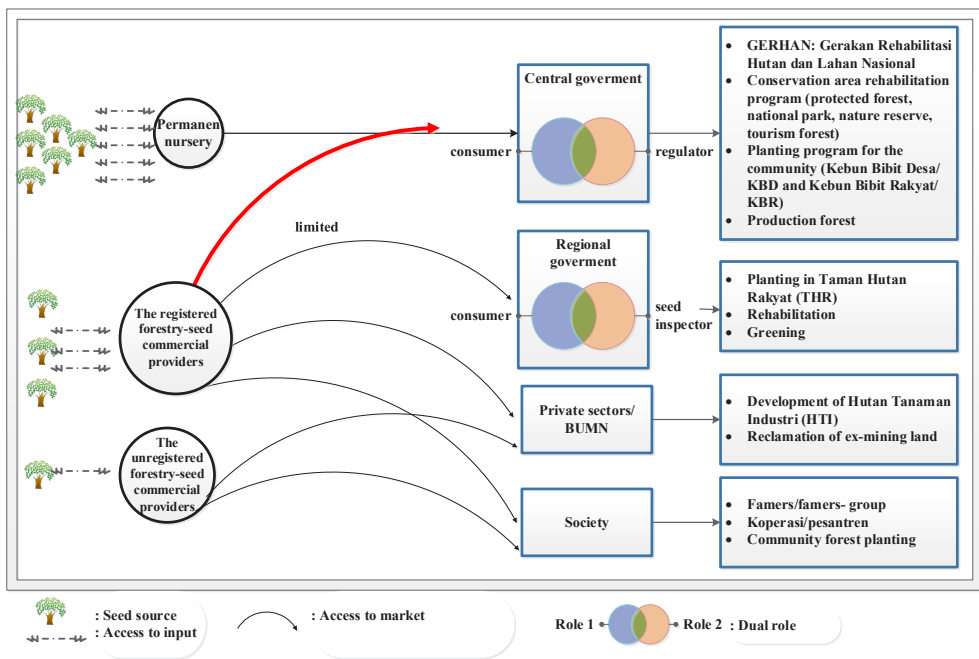 Permanen
nursery
The registered
forestry-seed
commercial
providers
The
unregistered
forestry-seed
commercial
providers
limited
Central goverment
consumer
regulator
Regional
goverment
consumer
seed
inspector
Private sectors/
BUMN
Society
• GERHAN: Gerakan Rehabilitasi
Hutan dan Lahan Nasional
• Conservation area rehabilitation
program (protected forest,
national park, nature reserve,
tourism forest)
• Planting program for the
community (Kebun Bibit Desa/
KBD and Kebun Bibit Rakyat/
KBR)
• Production forest
• Planting in Taman Hutan
Rakyat (THR)
• Rehabilitation
• Greening
• Development of Hutan Tanaman
Industri (HTI)
• Reclamation of ex-mining land
• Famers/famers- group
• Koperasi/pesantren
• Community forest planting
: Seed source
: Access to input
: Access to market
Role 1
Role 2 : Dual role